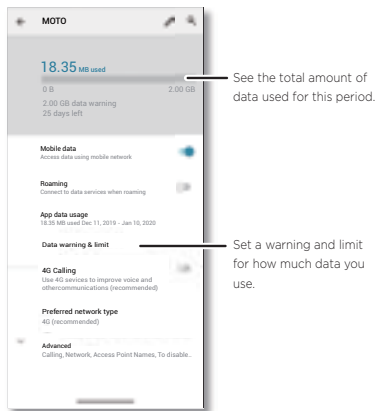 MOTO
18.35 MB used
0 B 2.00 GB
2.00 GB data warning
25 days left
See the total amount of
data used for this period.
Mobile data
Access data using mobile network
Roaming
Connect to data services when roaming
App data usage
18.35 MB used Dec 11, 2019 - Jan 10, 2020
Data warning & limit
Set a warning and limit
for how much data you
use.
4G Calling
Use 4G sevices to improve voice and
othercommunications (recommended)
Preferred network type
4G (recommended)
Advanced
Calling, Network, Access Point Names, To disable..